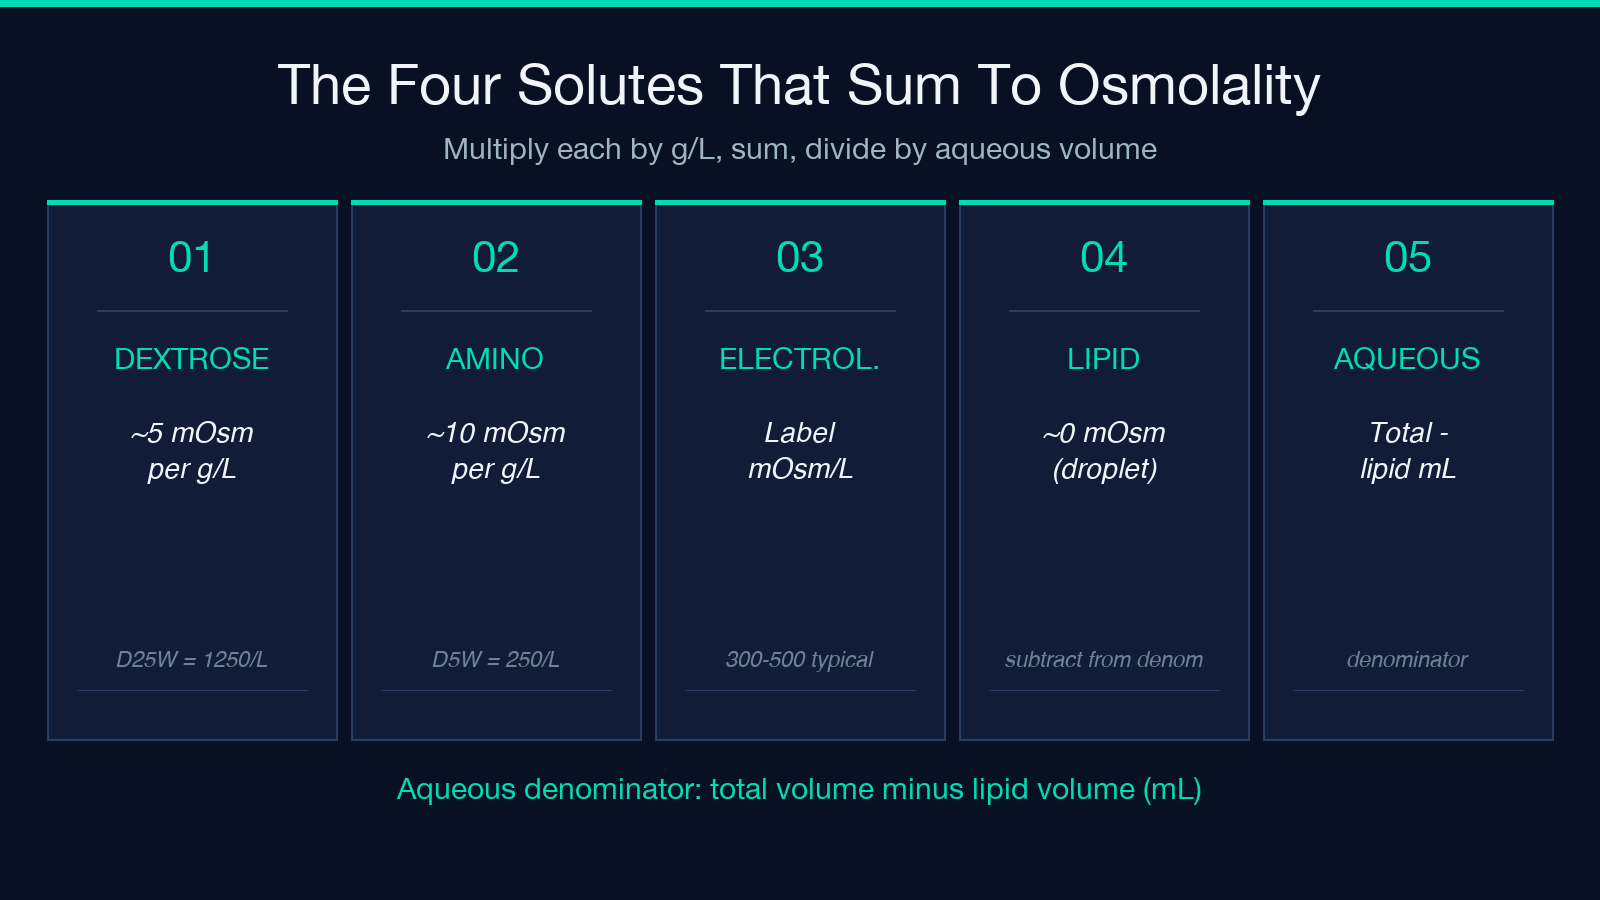 The Four Solutes That Sum To Osmolality
Multiply each by g/L, sum, divide by aqueous volume
01
DEXTROSE
~5 mOsm
per g/L
D25W = 1250/L
02
AMINO
~10 mOsm
per g/L
D5W = 250/L
03
ELECTROL.
Label
mOsm/L
300-500 typical
04
LIPID
~0 mOsm
(droplet)
subtract from denom
05
AQUEOUS
Total -
lipid mL
denominator
Aqueous denominator: total volume minus lipid volume (mL)